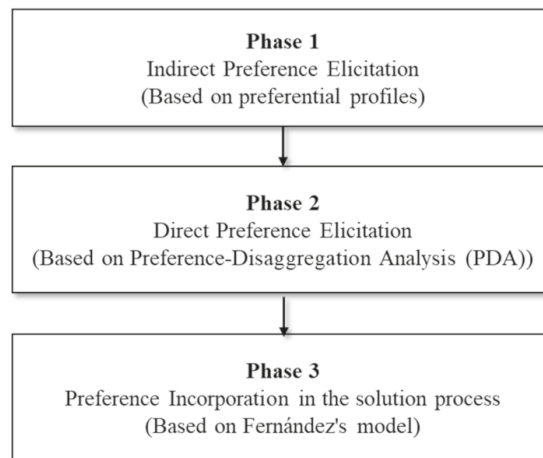 Phase 1
Indirect Preference Elicitation
(Based on preferential profiles)
Phase 2
Direct Preference Elicitation
(Based on Preference-Disaggregation Analysis (PDA))
Phase 3
Preference Incorporation in the solution process
(Based on Fernández's model)